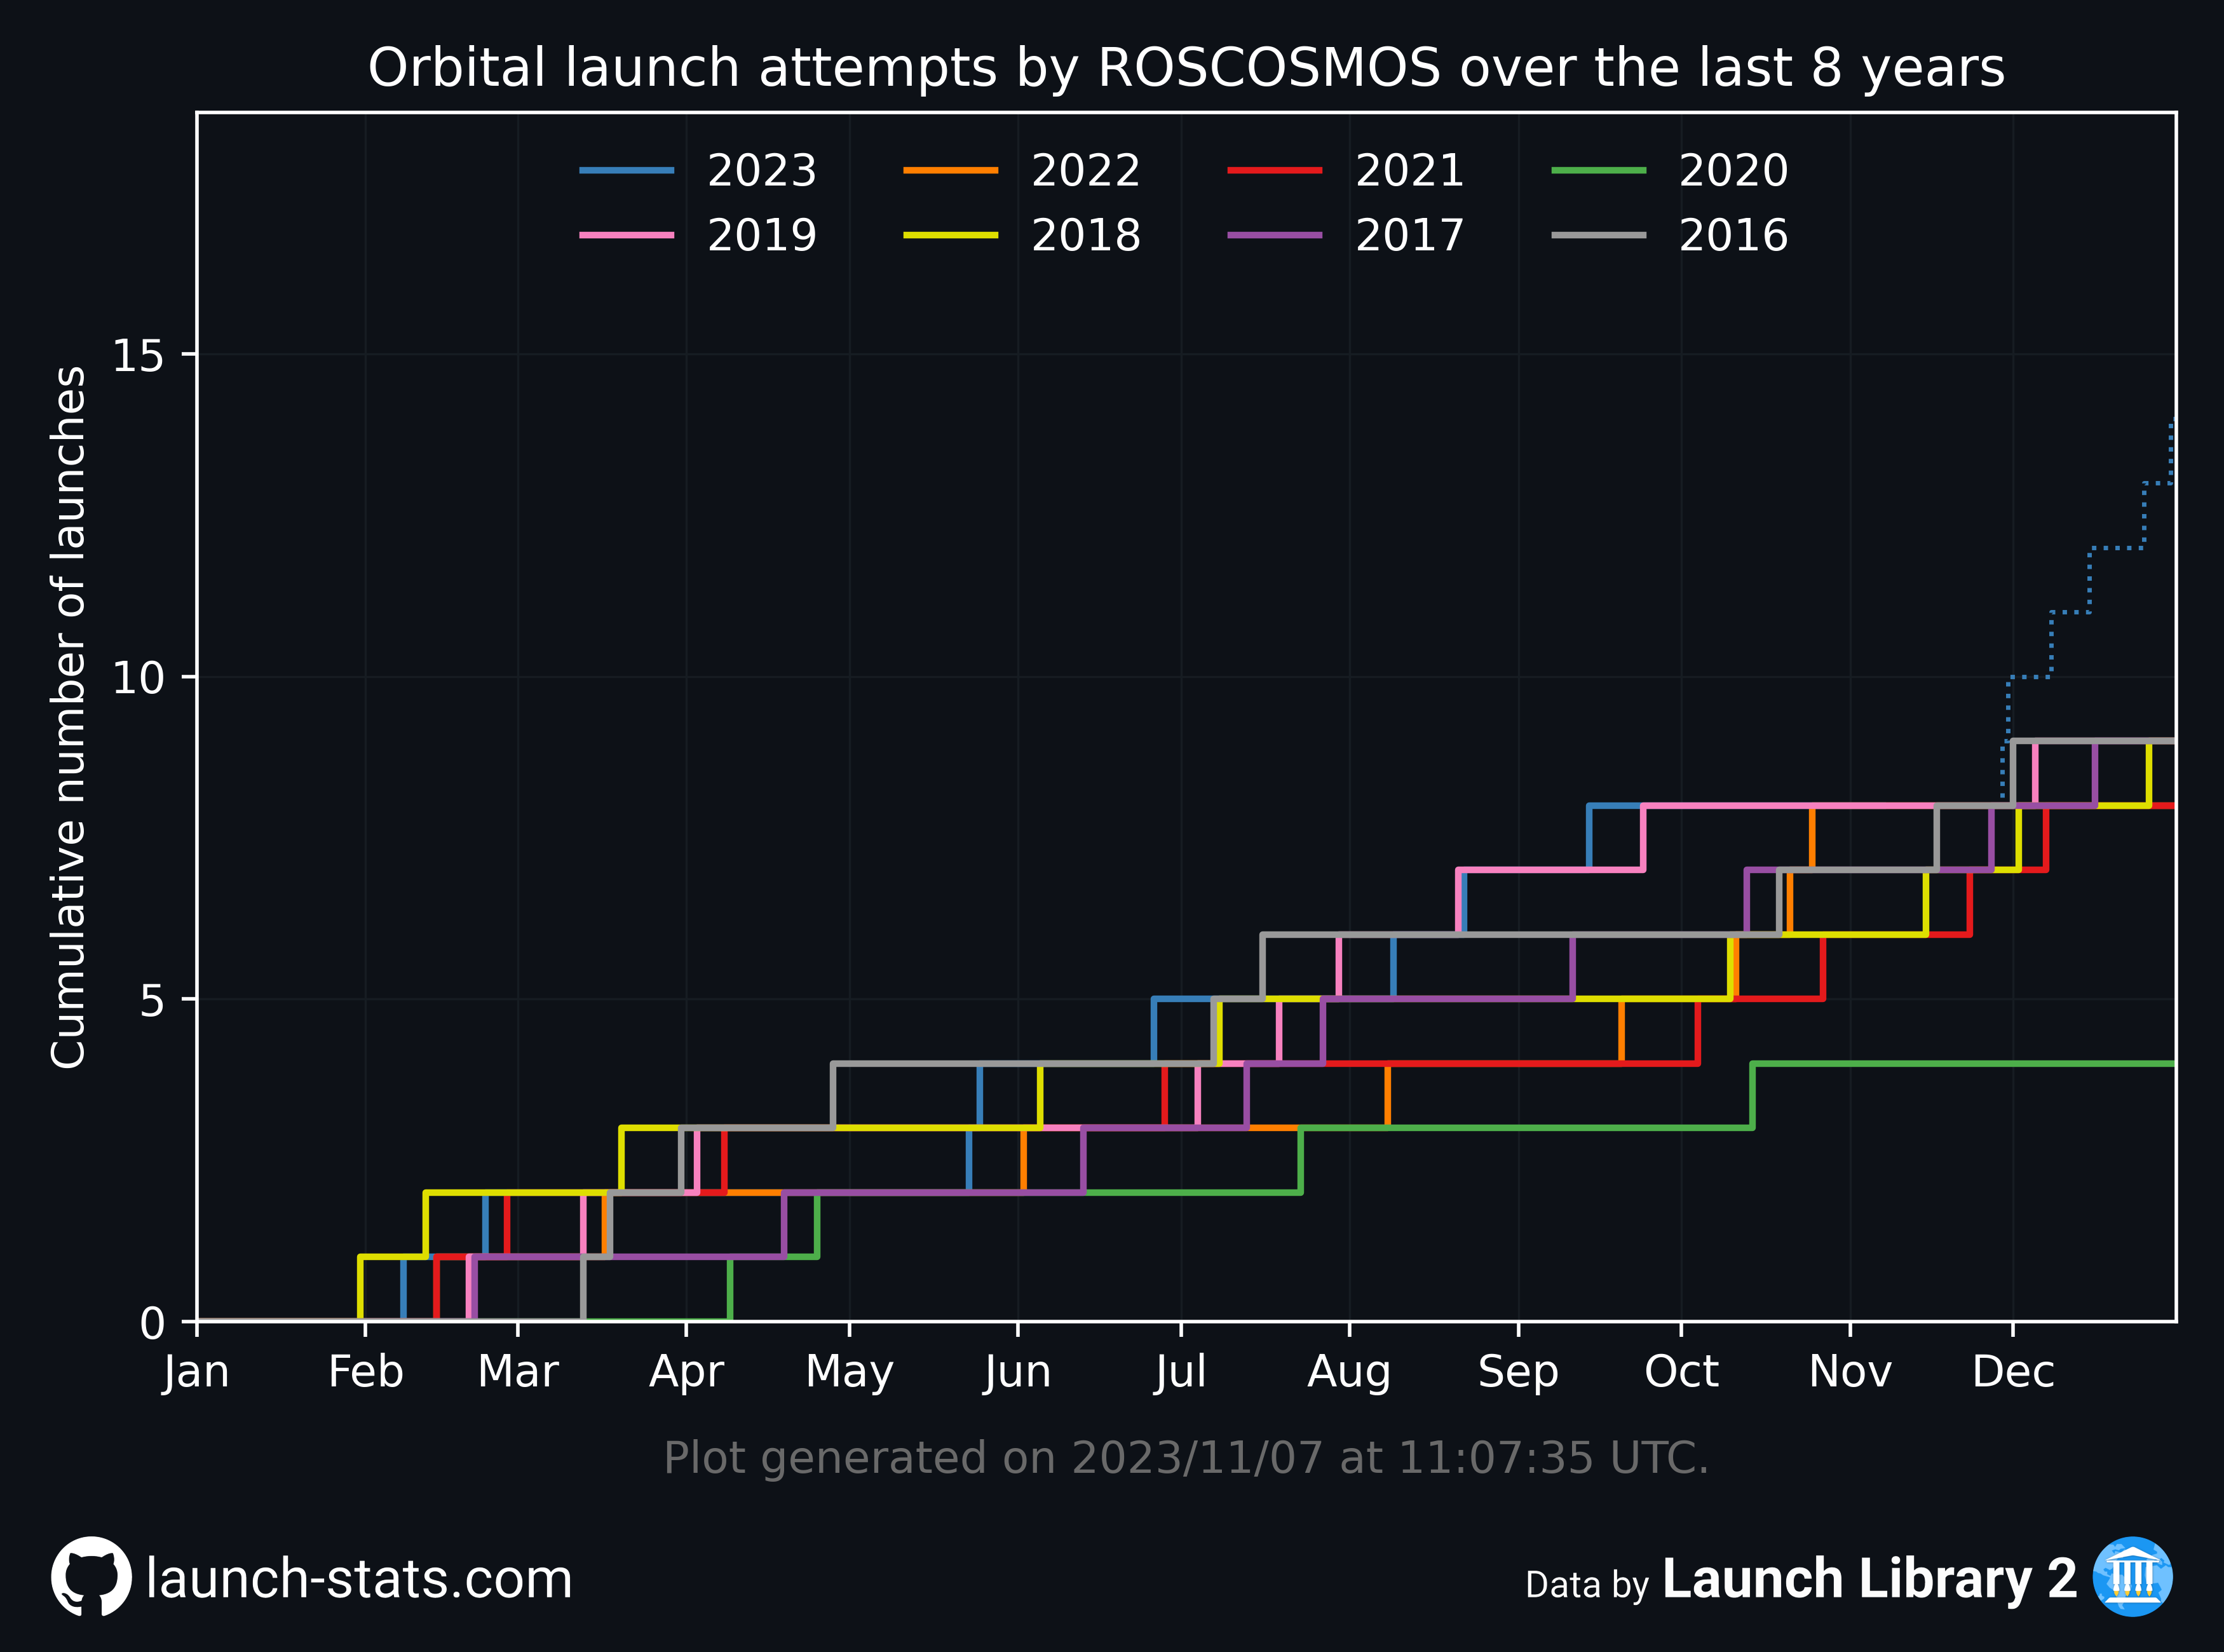 Orbital launch attempts by ROSCOSMOS over the last 8 years
2023 2022 2021 2020
2019 2018 2017 2016
Cumulative number of launches
15
10
5
0
Jan Feb Mar Apr May Jun Jul Aug Sep Oct Nov Dec
Plot generated on 2023/11/07 at 11:07:35 UTC.
launch-stats.com
Data by Launch Library 2